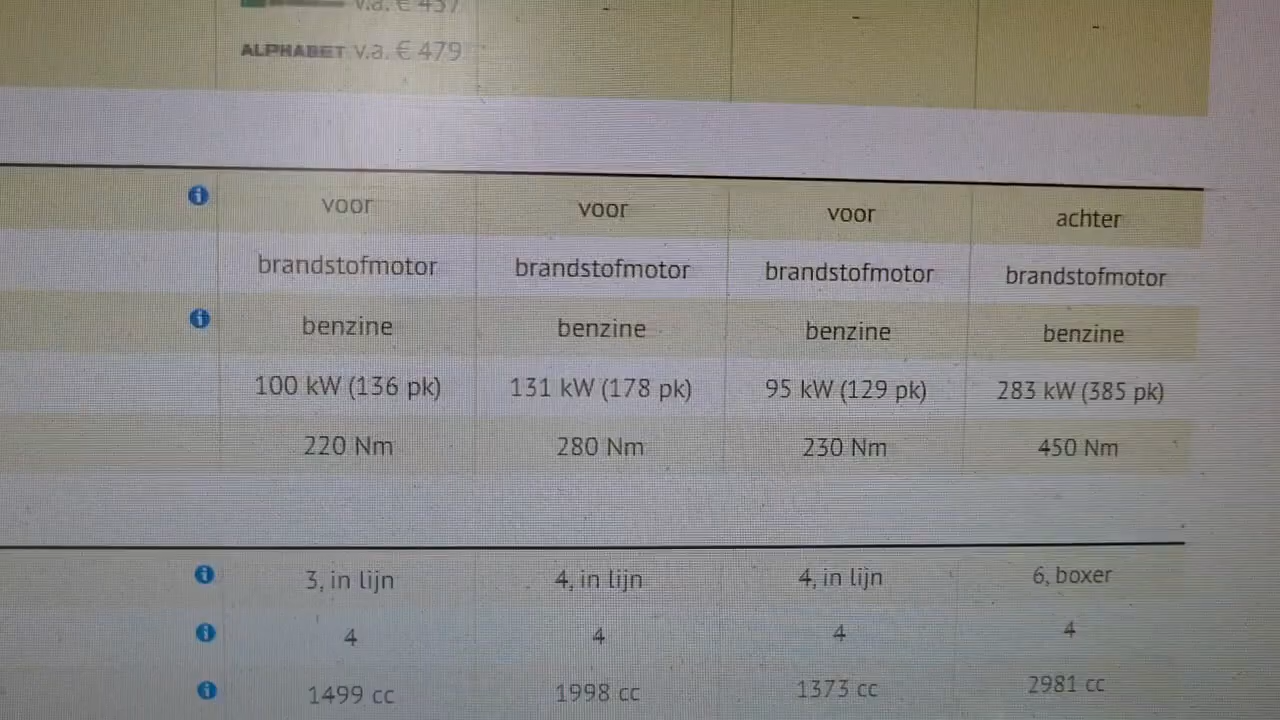 v.a. € 437
ALPHABET v.a. € 479
- - -
voor voor voor achter
brandstofmotor brandstofmotor brandstofmotor brandstofmotor
benzine benzine benzine benzine
100 kW (136 pk) 131 kW (178 pk) 95 kW (129 pk) 283 kW (385 pk)
220 Nm 280 Nm 230 Nm 450 Nm
3, in lijn 4, in lijn 4, in lijn 6, boxer
4 4 4 4
1499 cc 1998 cc 1373 cc 2981 cc